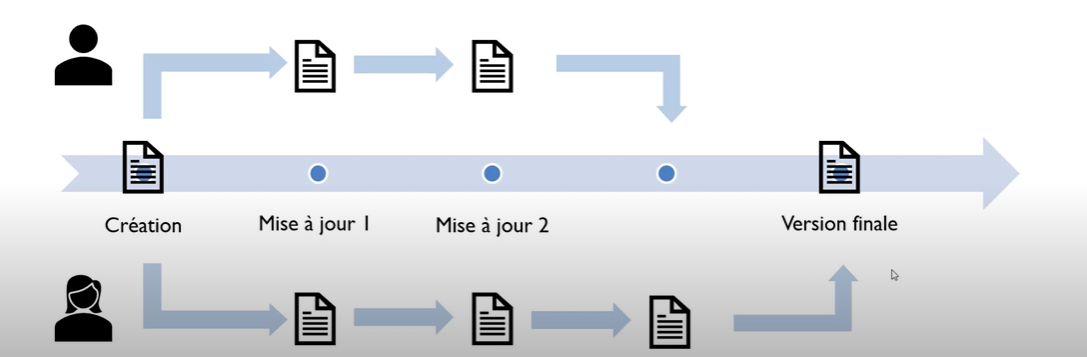 Création
Mise à jour 1
Mise à jour 2
Version finale